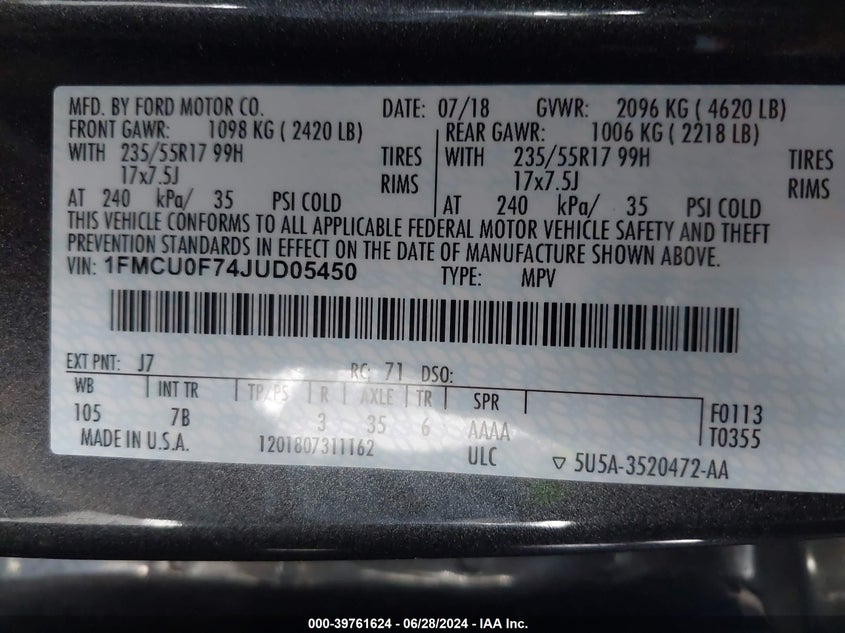 MFD. BY FORD MOTOR CO. DATE: 07/18 GVWR: 2096 KG ( 4620 LB)
FRONT GAWR: 1098 KG ( 2420 LB) REAR GAWR: 1006 KG ( 2218 LB)
WITH 235/55R17 99H TIRES WITH 235/55R17 99H TIRES
17x7.5J RIMS 17x7.5J RIMS
AT 240 kPa/ 35 PSI COLD AT 240 kPa/ 35 PSI COLD
THIS VEHICLE CONFORMS TO ALL APPLICABLE FEDERAL MOTOR VEHICLE SAFETY AND THEFT
PREVENTION STANDARDS IN EFFECT ON THE DATE OF MANUFACTURE SHOWN ABOVE.
VIN: 1FMCU0F74JUD05450 TYPE: MPV
EXT PNT: J7 RC: 71 DSO:
WB INT TR TP/PS R AXLE TR SPR
105 7B 3 35 6 AAAA F0113
MADE IN U.S.A. 1201807311162 ULC T0355
5U5A-3520472-AA
000-39761624 - 06/28/2024 - IAA Inc.